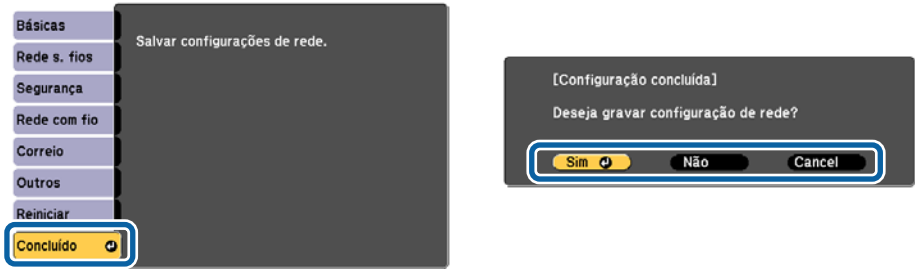 Básicas
Rede s. fios
Segurança
Rede com fio
Correio
Outros
Reiniciar
Concluído
Salvar configurações de rede.
[Configuração concluída]
Deseja gravar configuração de rede?
Sim Não Cancel